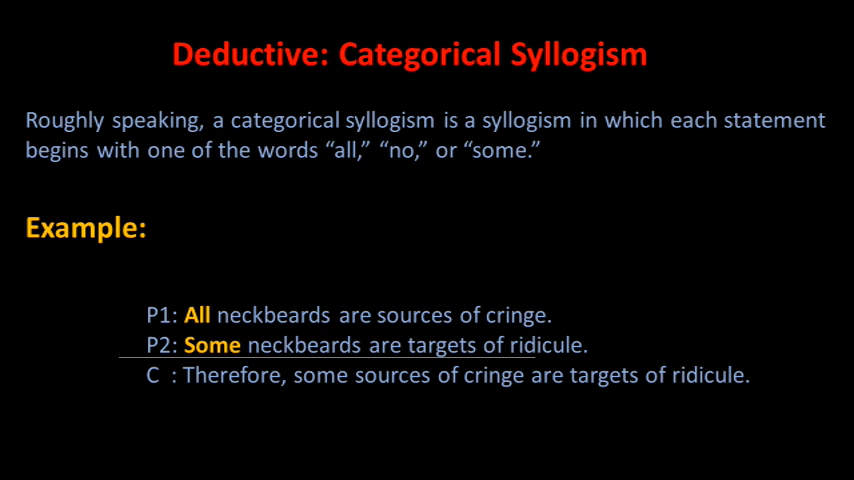 Deductive: Categorical Syllogism
Roughly speaking, a categorical syllogism is a syllogism in which each statement
begins with one of the words “all,” “no,” or “some.”
Example:
P1: All neckbeards are sources of cringe.
P2: Some neckbeards are targets of ridicule.
C : Therefore, some sources of cringe are targets of ridicule.